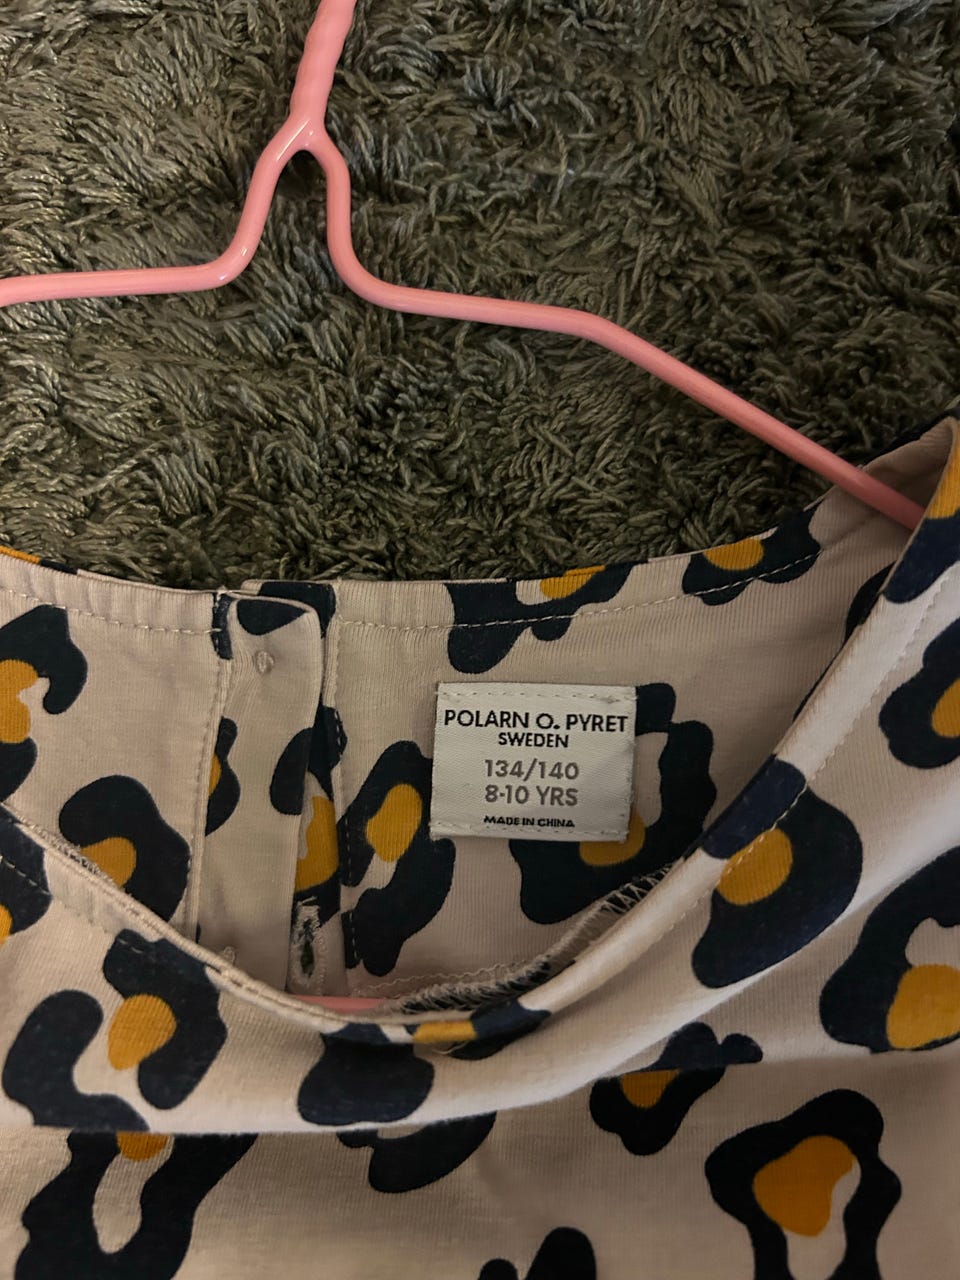 POLARN O. PYRET
SWEDEN
134/140
8-10 YRS
MADE IN CHINA